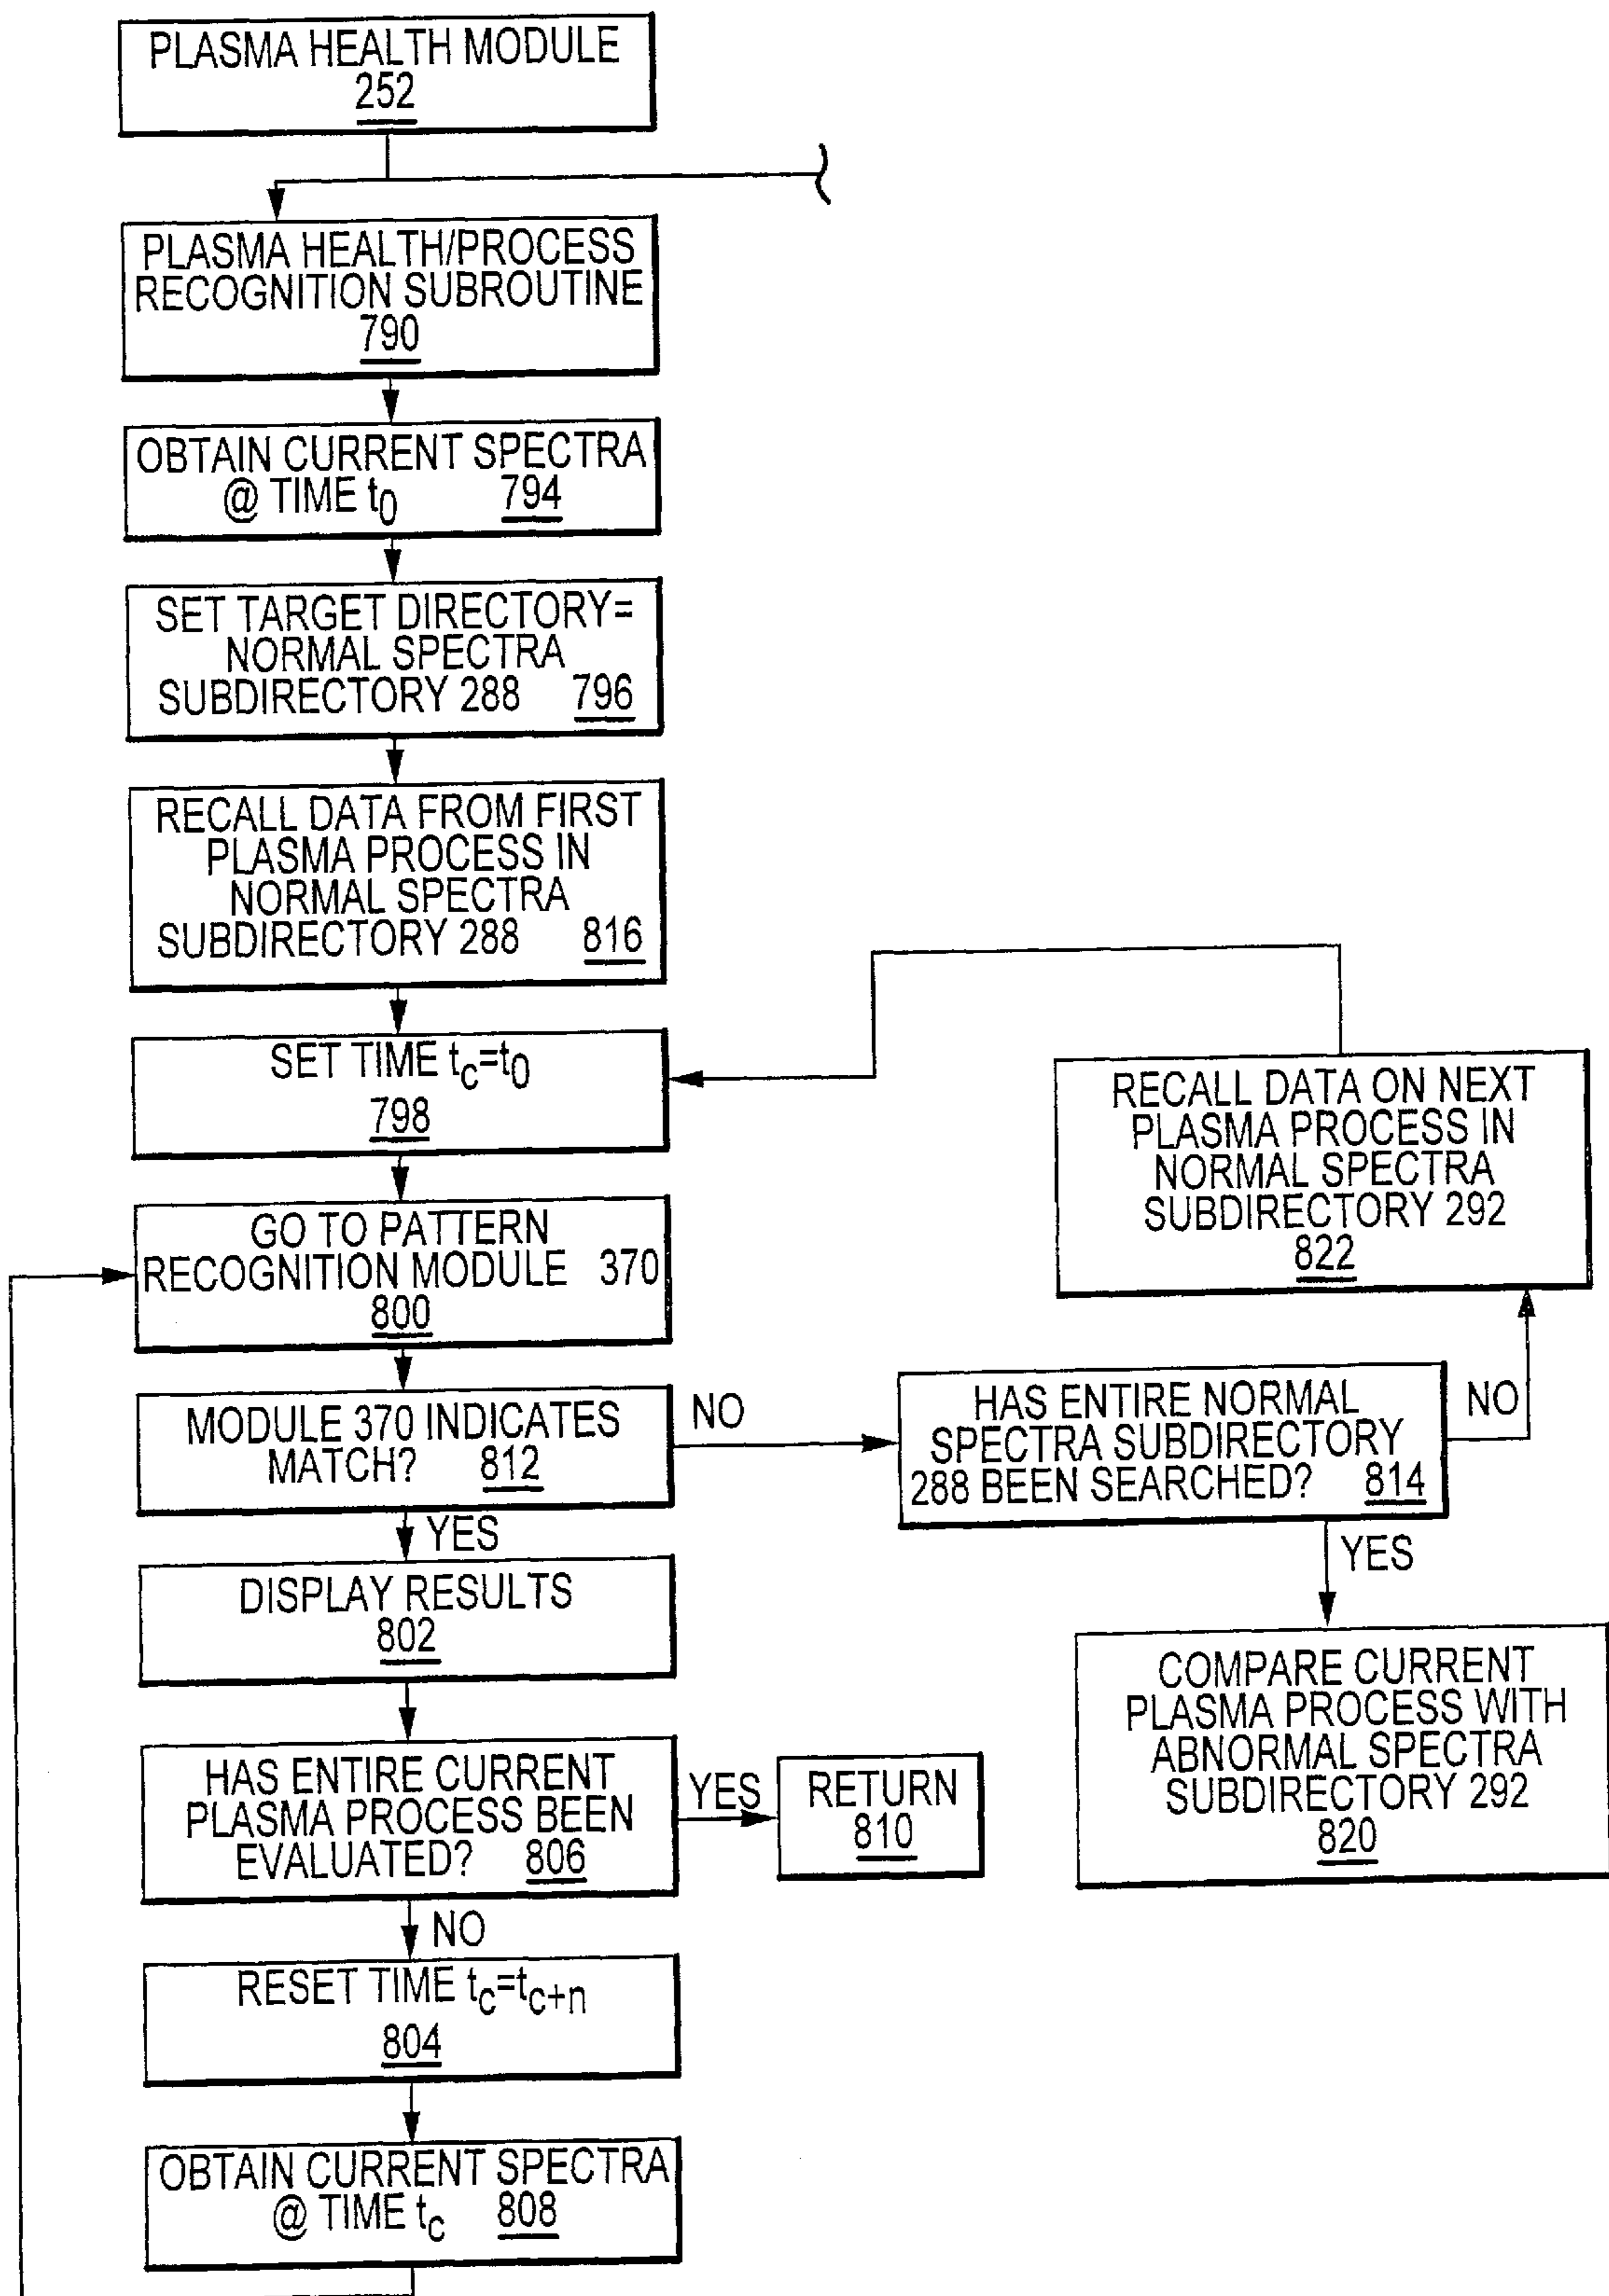 PLASMA HEALTH MODULE
252
PLASMA HEALTH/PROCESS
RECOGNITION SUBROUTINE
790
OBTAIN CURRENT SPECTRA
@ TIME t0 794
SET TARGET DIRECTORY=
NORMAL SPECTRA
SUBDIRECTORY 288 796
RECALL DATA FROM FIRST
PLASMA PROCESS IN
NORMAL SPECTRA
SUBDIRECTORY 288 816
SET TIME tc=t0
798
RECALL DATA ON NEXT
PLASMA PROCESS IN
NORMAL SPECTRA
SUBDIRECTORY 292
822
GO TO PATTERN
RECOGNITION MODULE 370
800
MODULE 370 INDICATES
MATCH? 812
NO
HAS ENTIRE NORMAL
SPECTRA SUBDIRECTORY
288 BEEN SEARCHED? 814
NO
YES
YES
DISPLAY RESULTS
802
COMPARE CURRENT
PLASMA PROCESS WITH
ABNORMAL SPECTRA
SUBDIRECTORY 292
820
HAS ENTIRE CURRENT
PLASMA PROCESS BEEN
EVALUATED? 806
YES
RETURN
810
NO
RESET TIME tc=tc+n
804
OBTAIN CURRENT SPECTRA
@ TIME tc 808